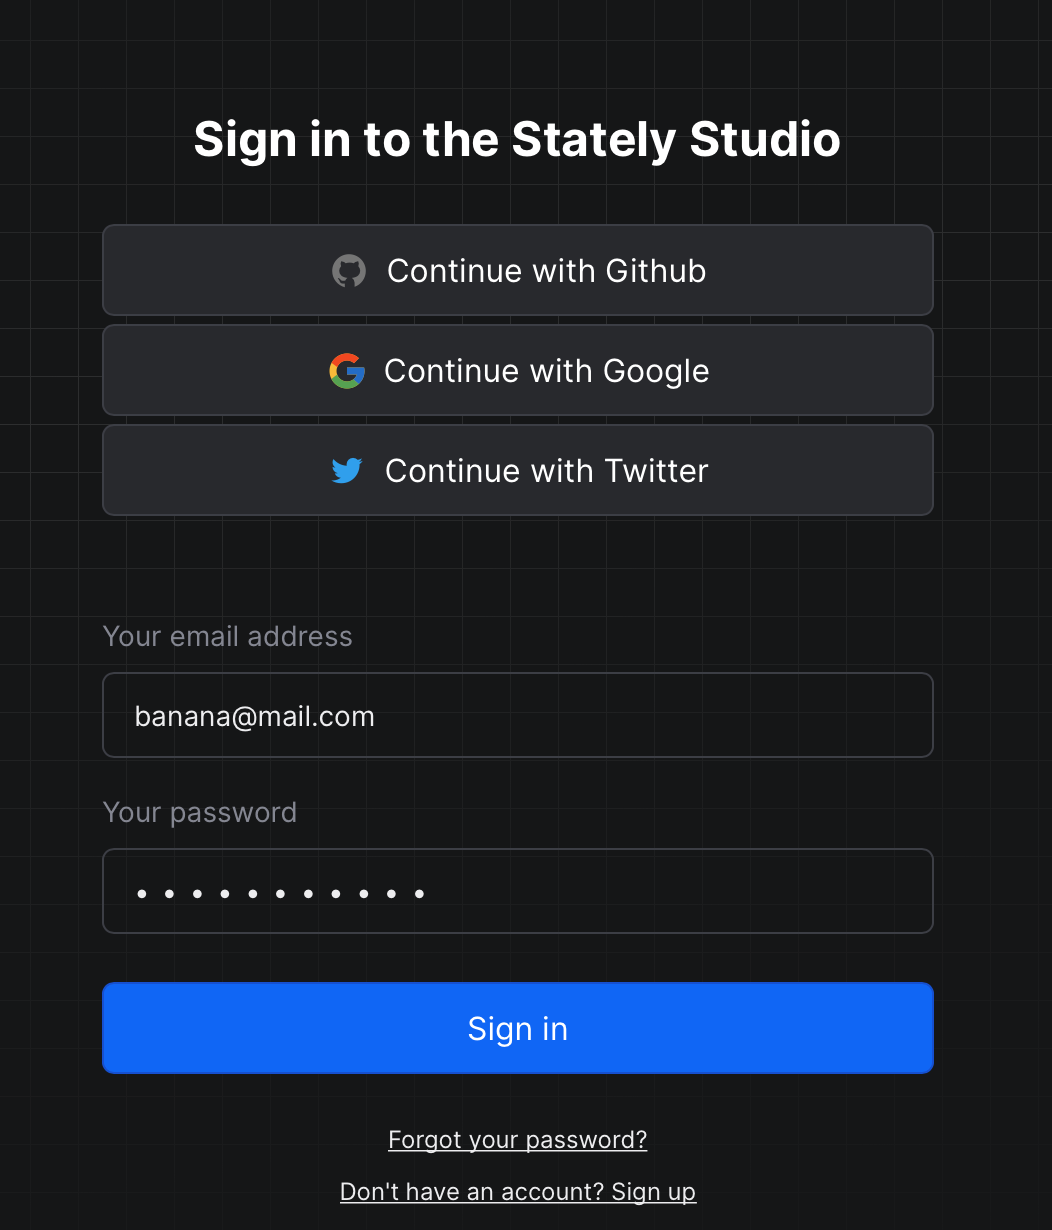 Sign in to the Stately Studio
Continue with Github
Continue with Google
Continue with Twitter
Your email address
banana@mail.com
Your password
•••••••••••
Sign in
Forgot your password?
Don't have an account? Sign up